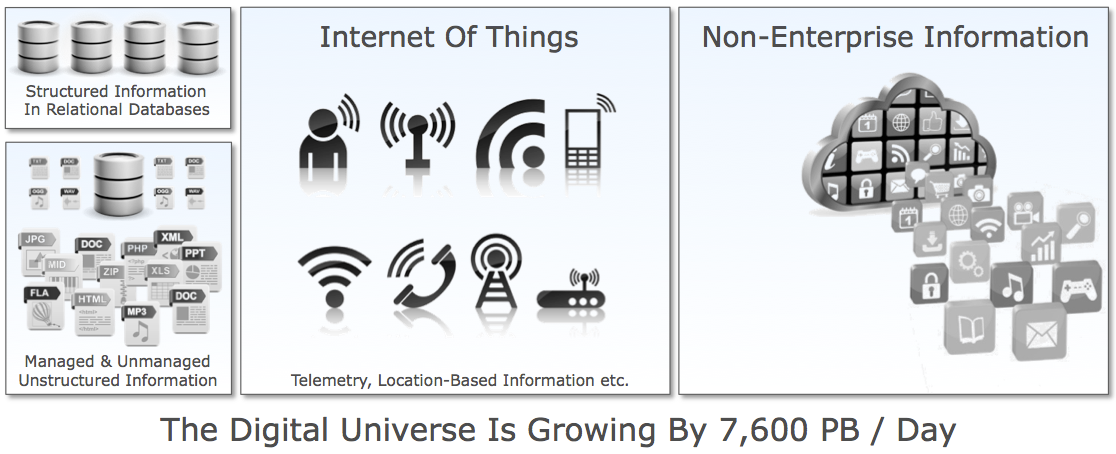 Structured Information
In Relational Databases
TXT
DOC
TXT
DOC
OGG
WAV
OGG
WAV
JPG
DOC
PHP
XML
PPT
MID
ZIP
XLS
FLA
HTML
MP3
DOC
Managed & Unmanaged
Unstructured Information
Internet Of Things
Telemetry, Location-Based Information etc.
Non-Enterprise Information
1
1
The Digital Universe Is Growing By 7,600 PB / Day